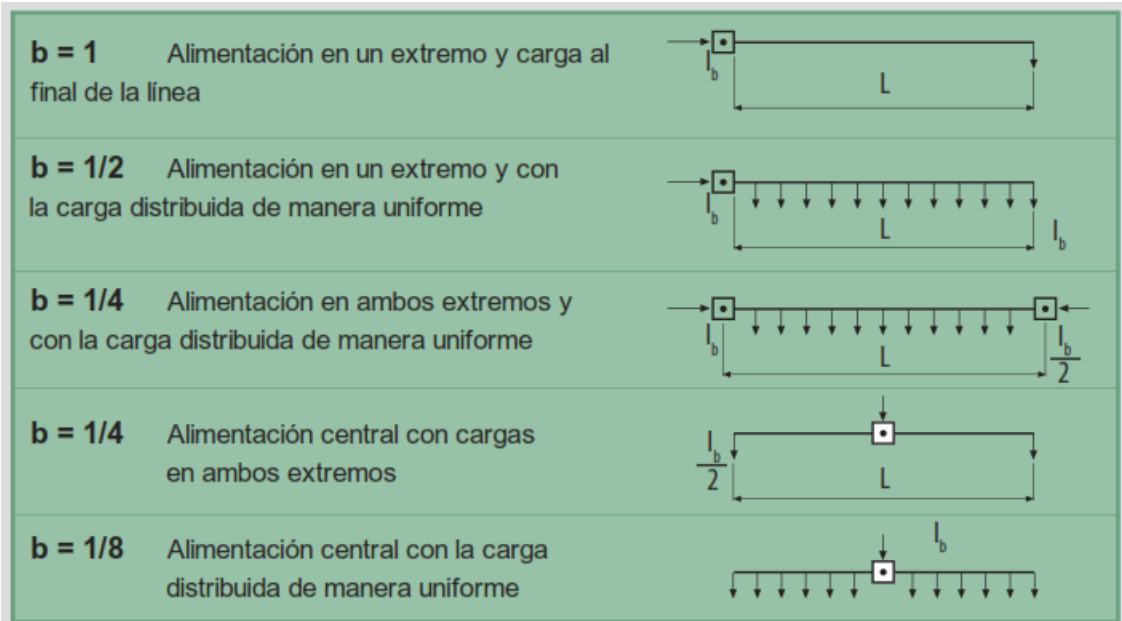 b = 1 Alimentación en un extremo y carga al
final de la línea
I_b
L
b = 1/2 Alimentación en un extremo y con
la carga distribuida de manera uniforme
I_b
L
I_b
b = 1/4 Alimentación en ambos extremos y
con la carga distribuida de manera uniforme
I_b
L
I_b
2
b = 1/4 Alimentación central con cargas
en ambos extremos
I_b
2
L
b = 1/8 Alimentación central con la carga
distribuida de manera uniforme
I_b